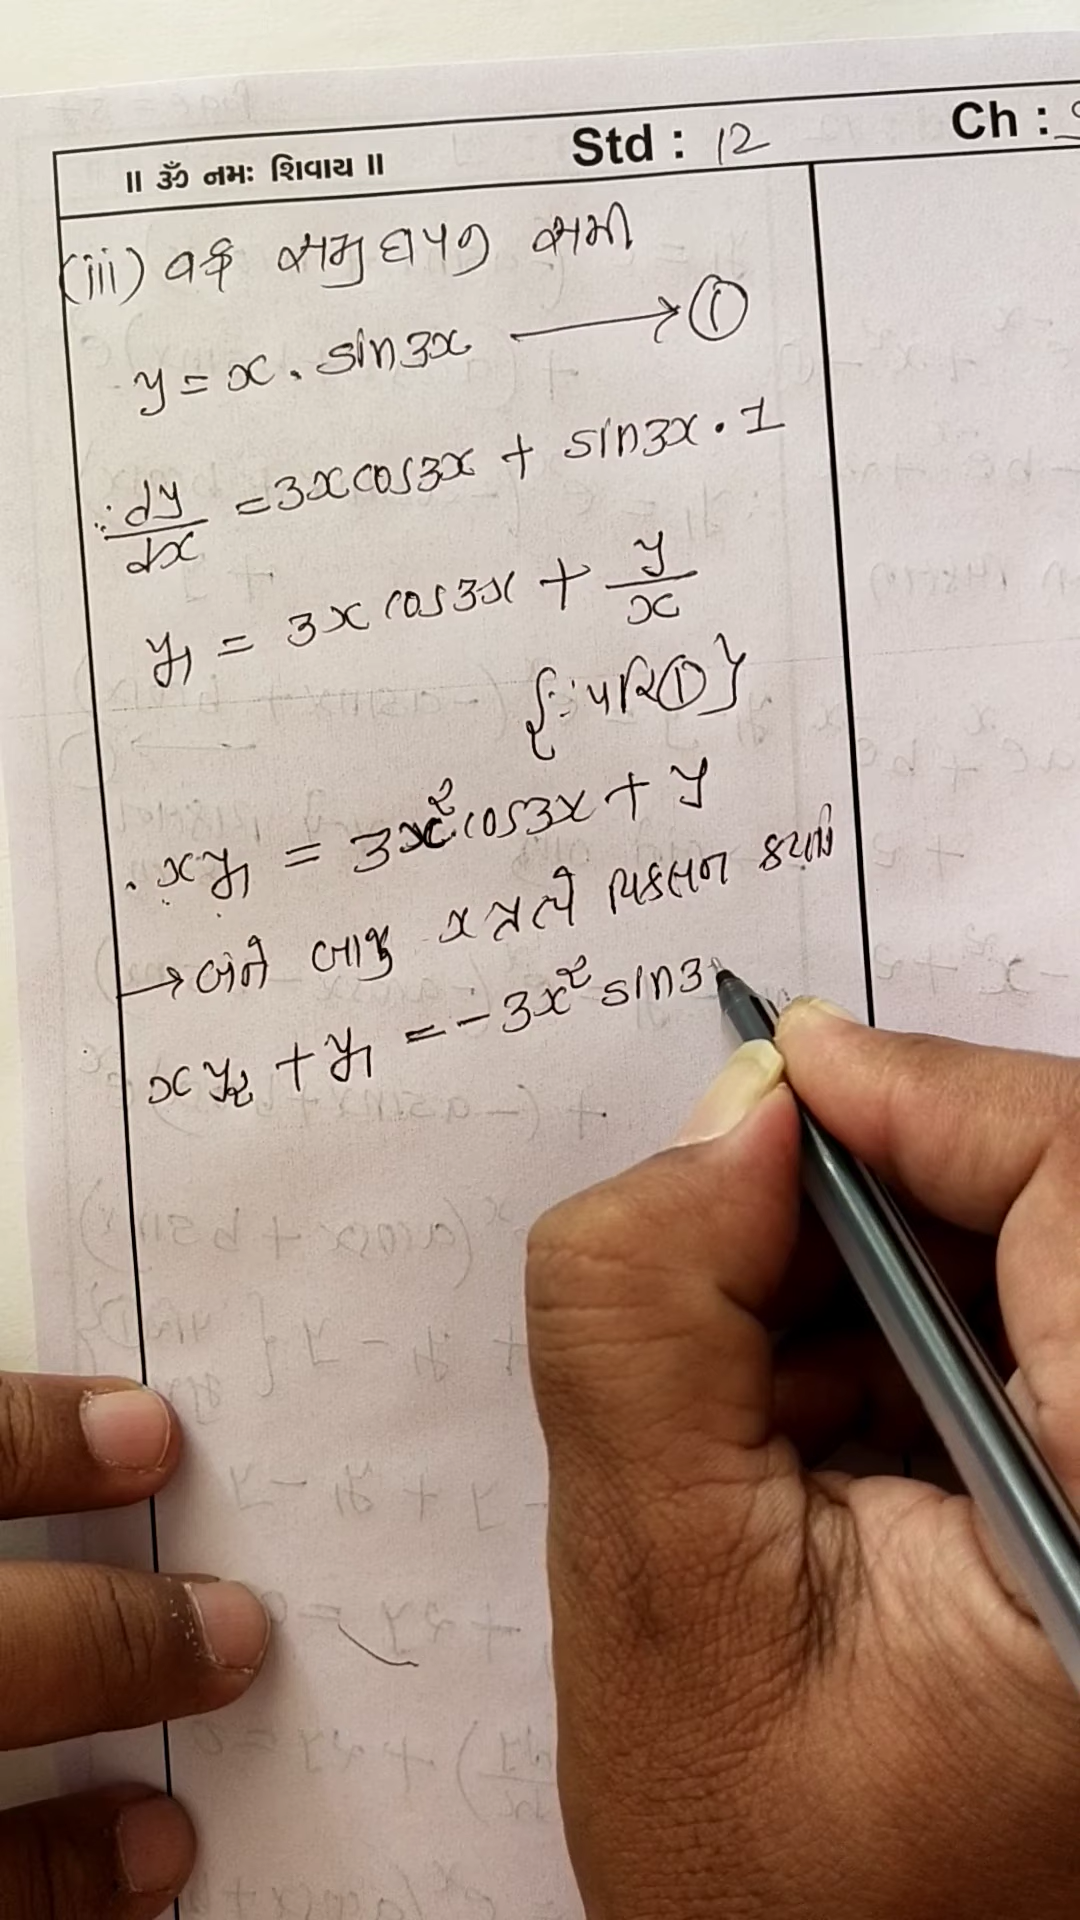 ॥ ૐ નમઃ શિવાય ॥ Std : 12 Ch :
(iii) વક્ર સમુદાયનું સમી
y = x . sin3x → ①
∴ dy/dx = 3x cos3x + sin3x . 1
y₁ = 3x cos3x + y/x
{∵ પરિ①}
. xy₁ = 3x² cos3x + y
→ બંને બાજુ x પ્રત્યે વિકલન કરતાં
xy₂ + y₁ = -3x² sin3